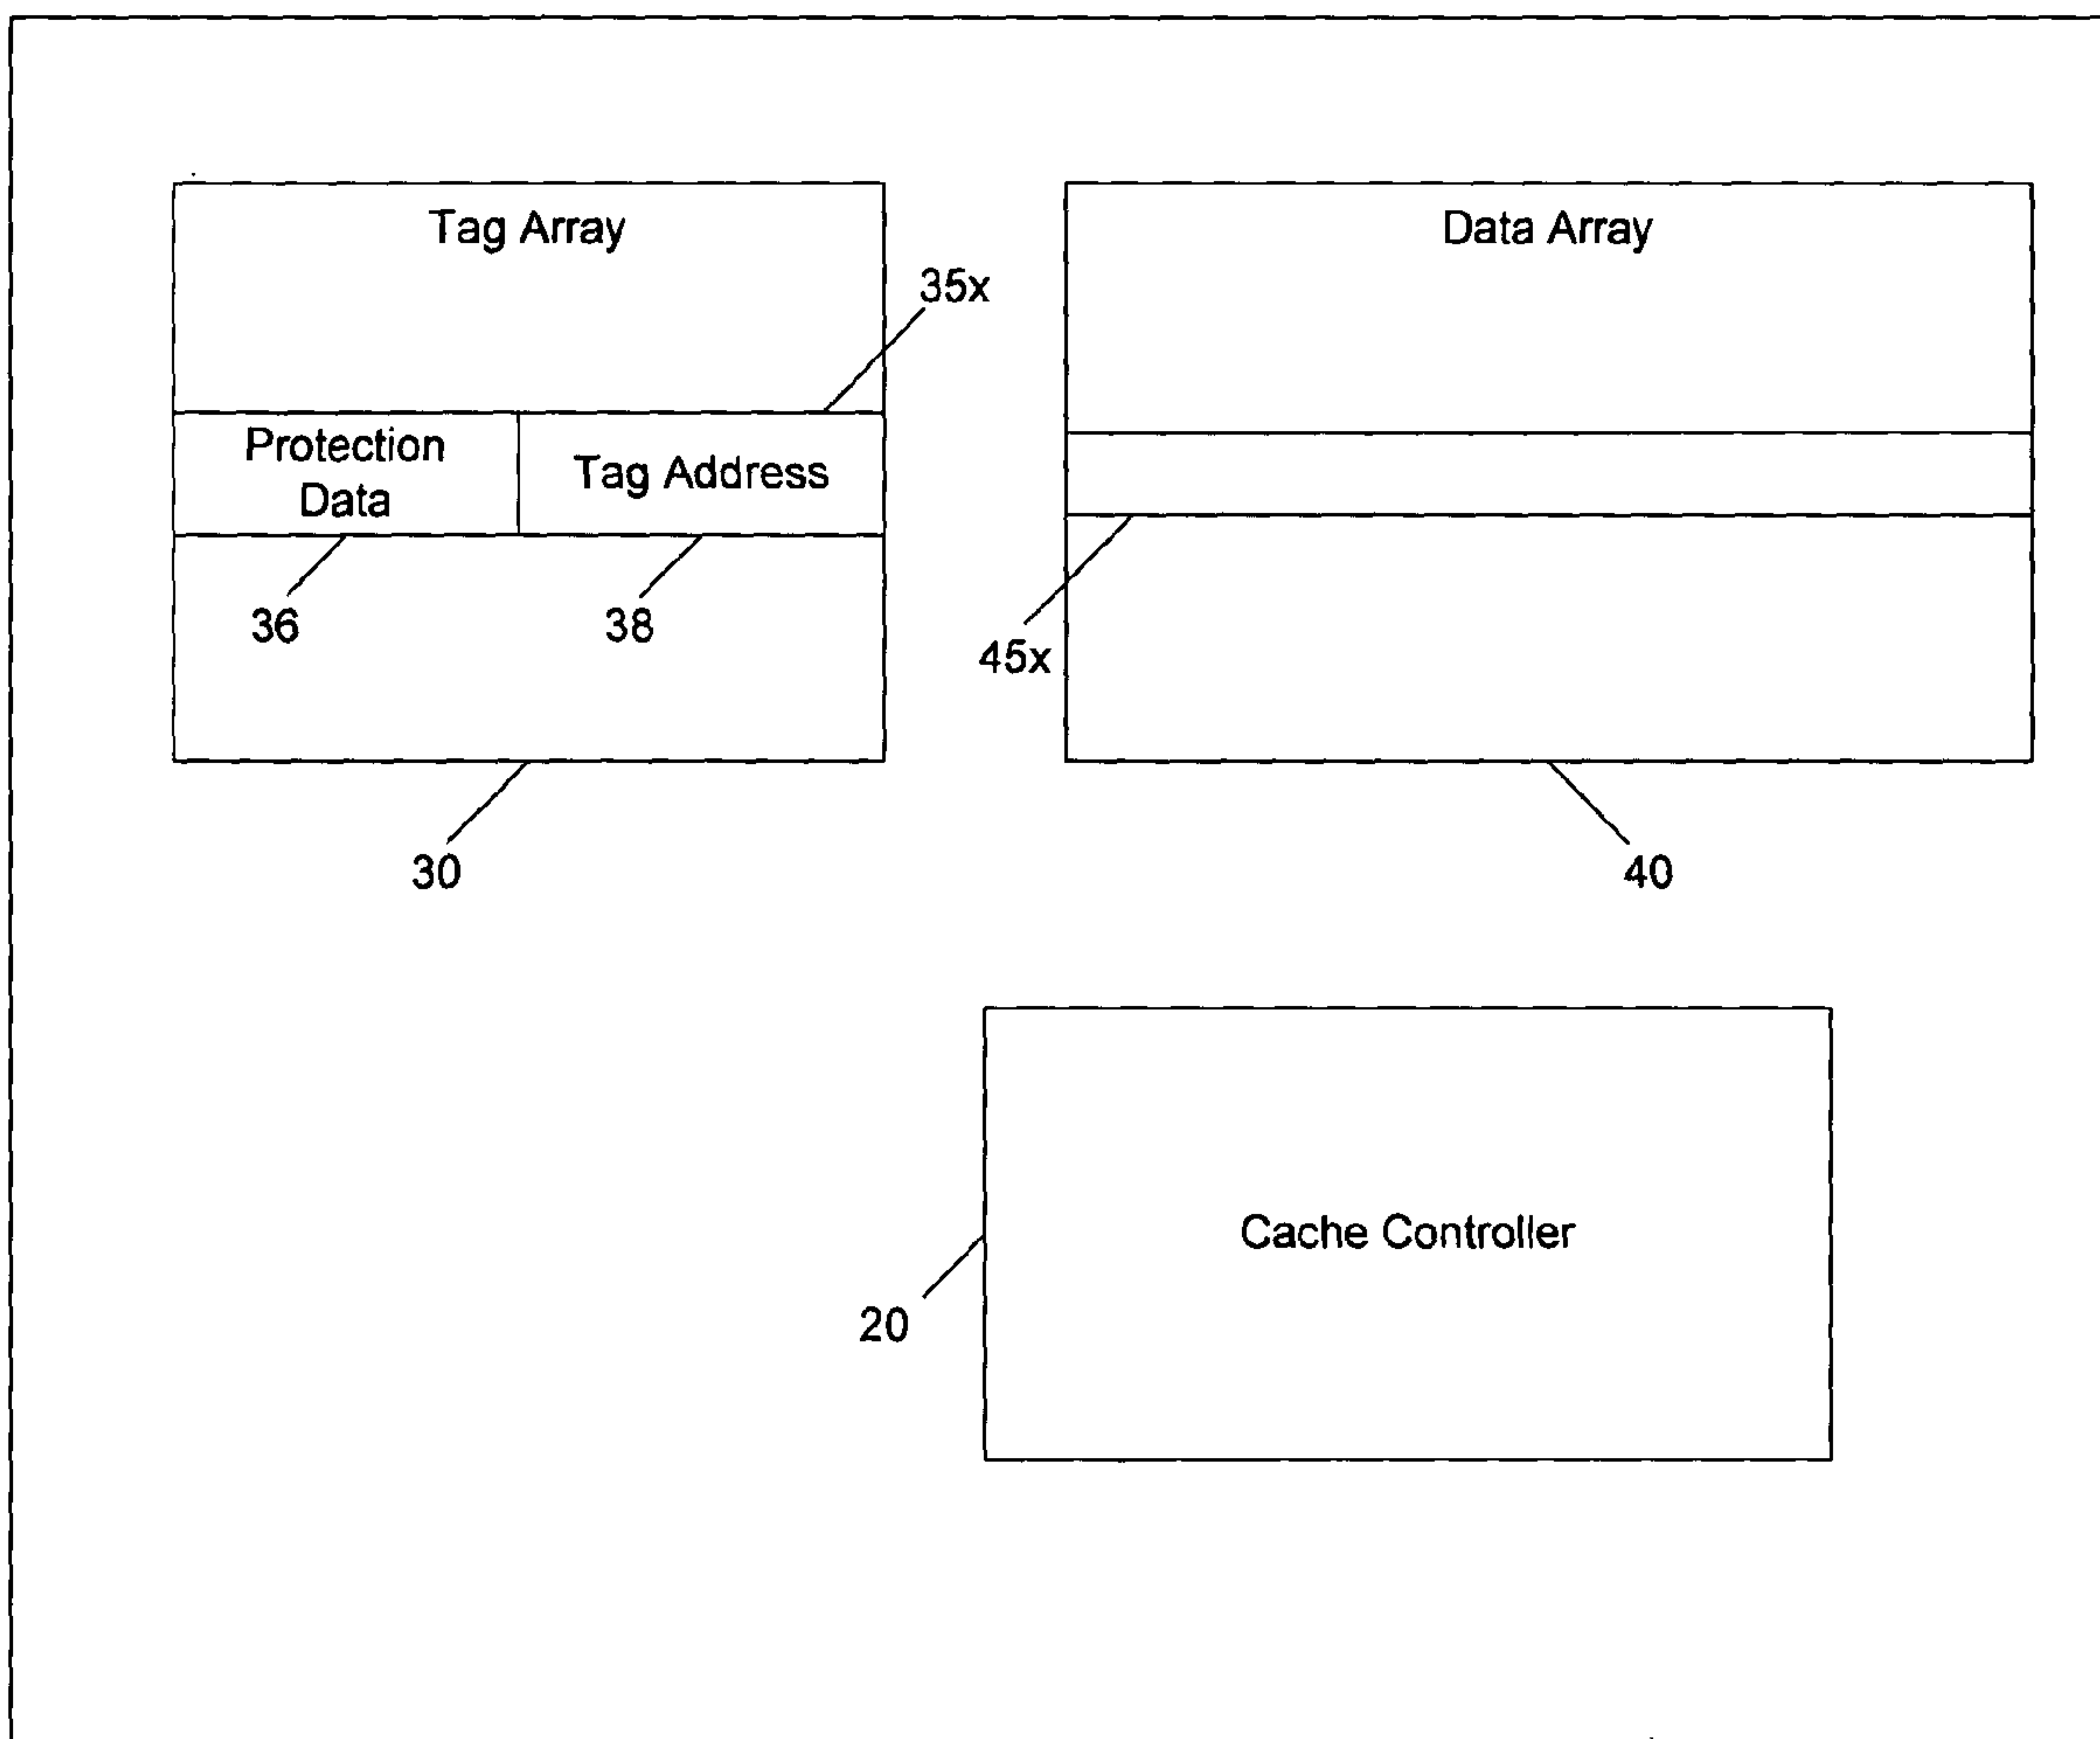 Tag Array
Data Array
35x
Protection
Data
Tag Address
36
38
45x
30
40
Cache Controller
20